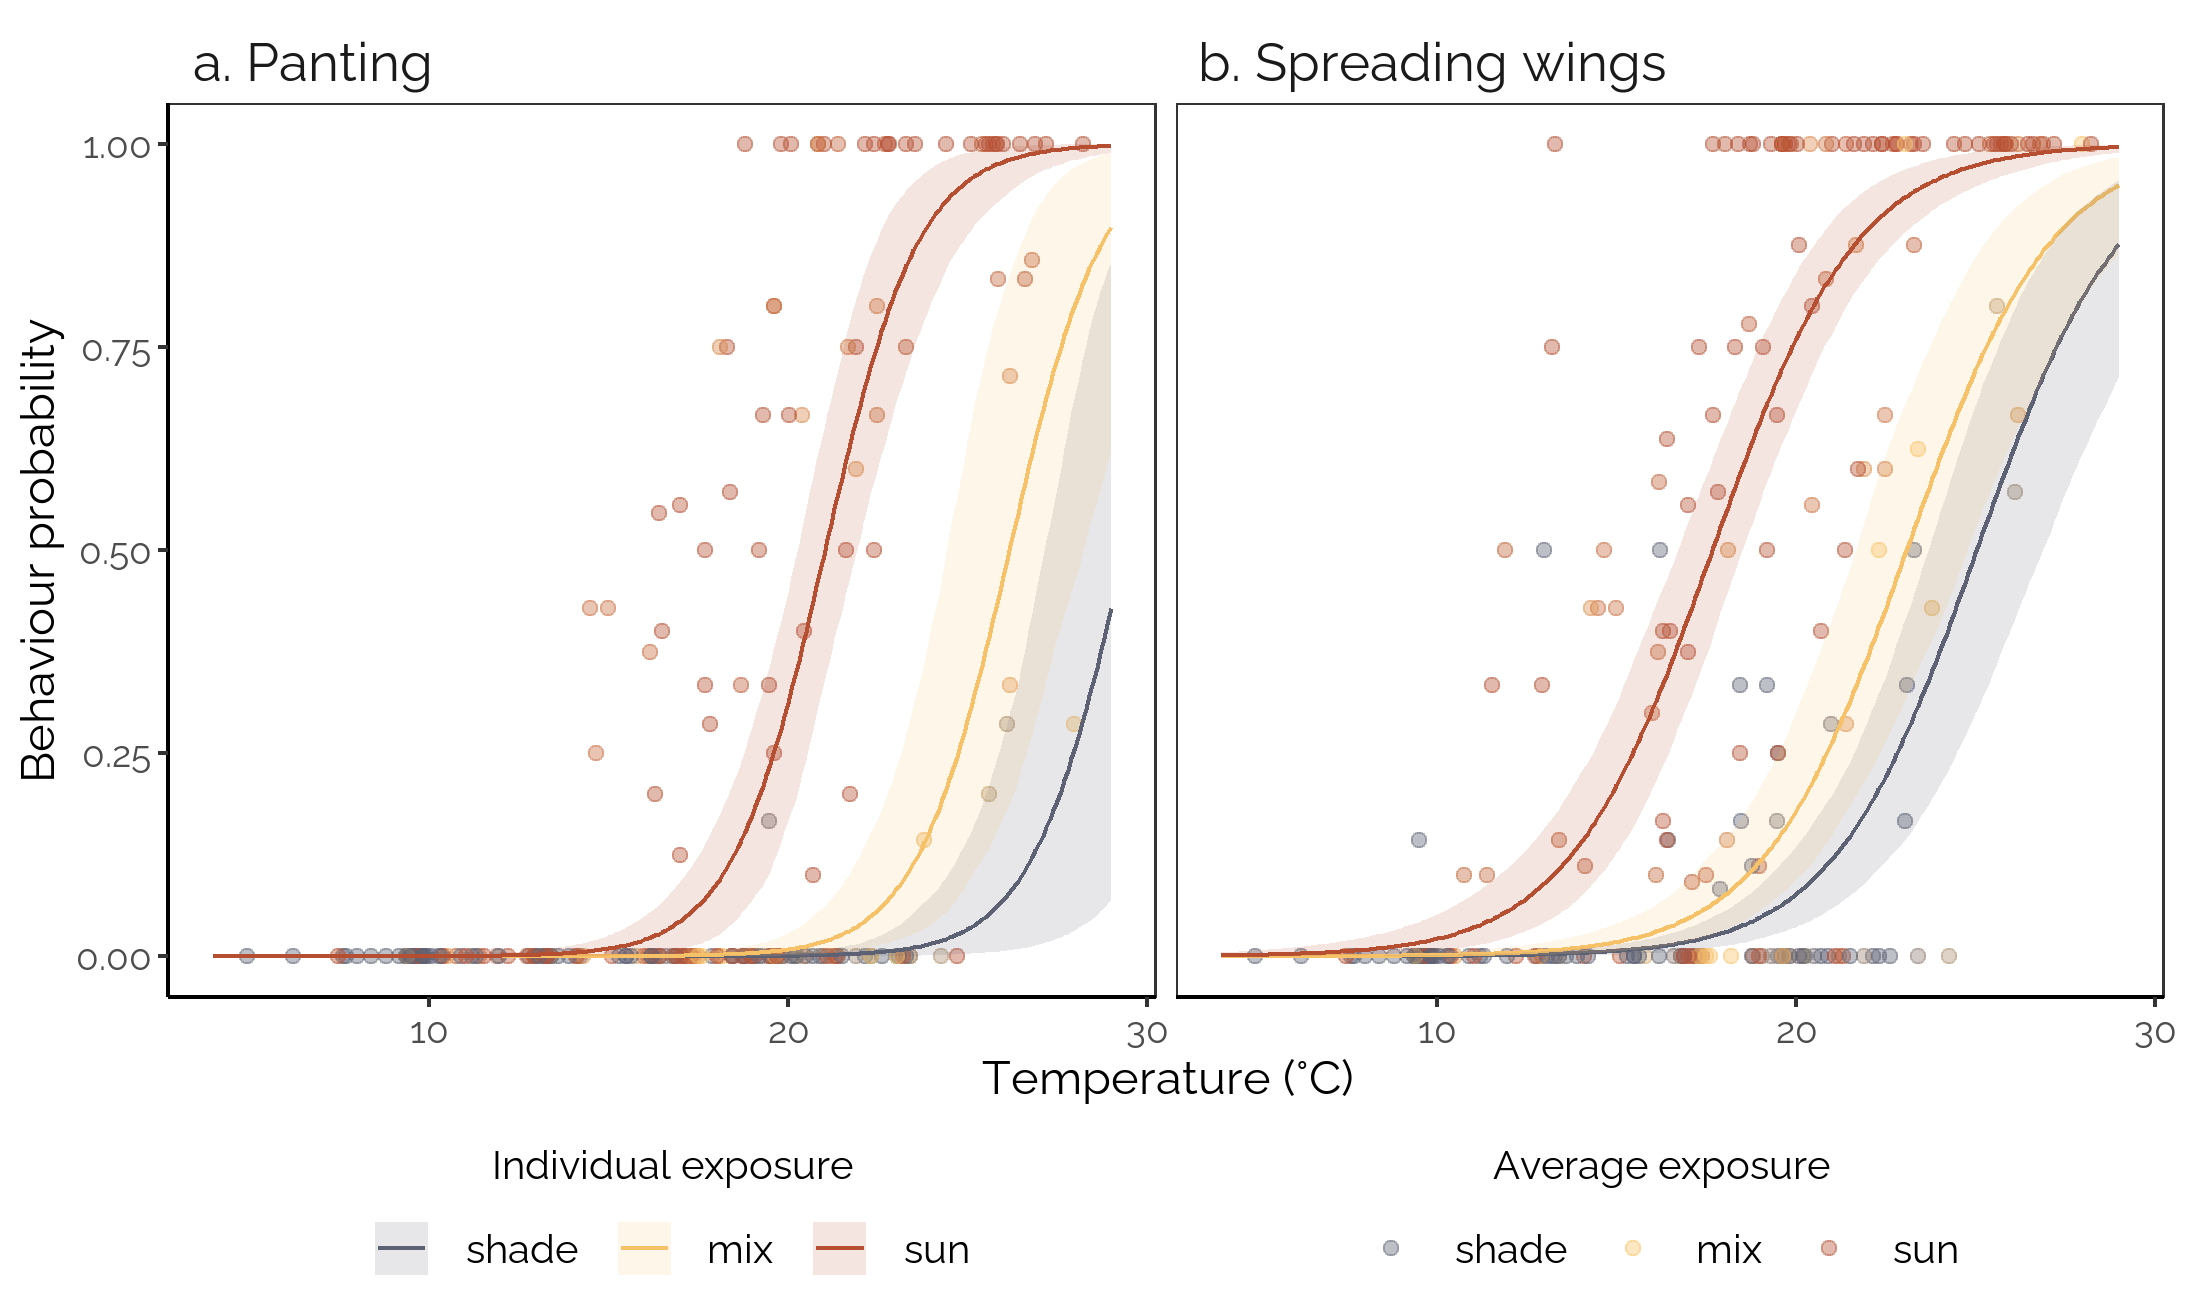 a. Panting
b. Spreading wings
Behaviour probability
1.00
0.75
0.50
0.25
0.00
10
20
30
10
20
30
Temperature (°C)
Individual exposure
Average exposure
shade mix sun
shade mix sun